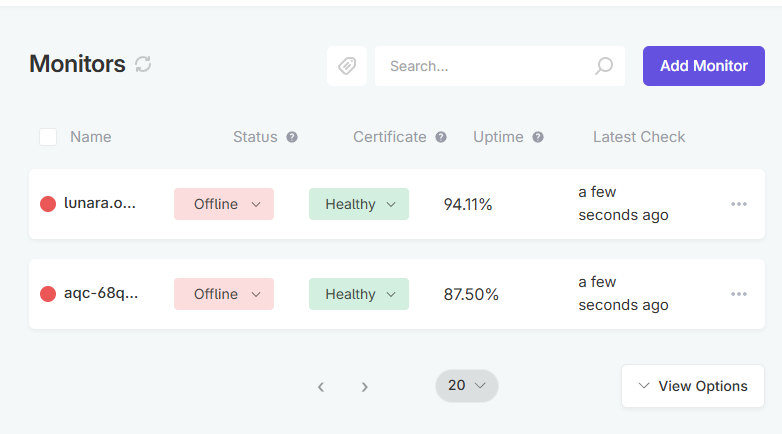 Monitors
Search...
Add Monitor
Name Status ? Certificate ? Uptime ? Latest Check
lunara.o... Offline Healthy 94.11% a few
seconds ago
aqc-68q... Offline Healthy 87.50% a few
seconds ago
20
View Options